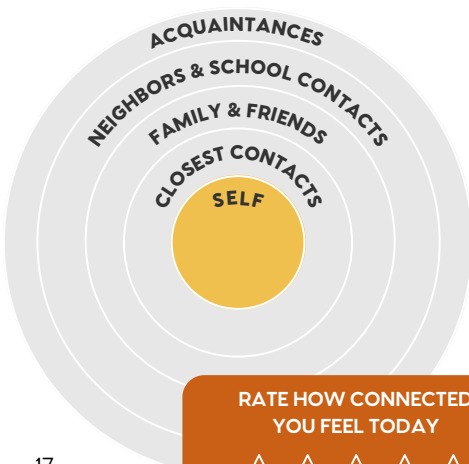 ACQUAINTANCES
NEIGHBORS & SCHOOL CONTACTS
FAMILY & FRIENDS
CLOSEST CONTACTS
SELF
RATE HOW CONNECTED
YOU FEEL TODAY
17